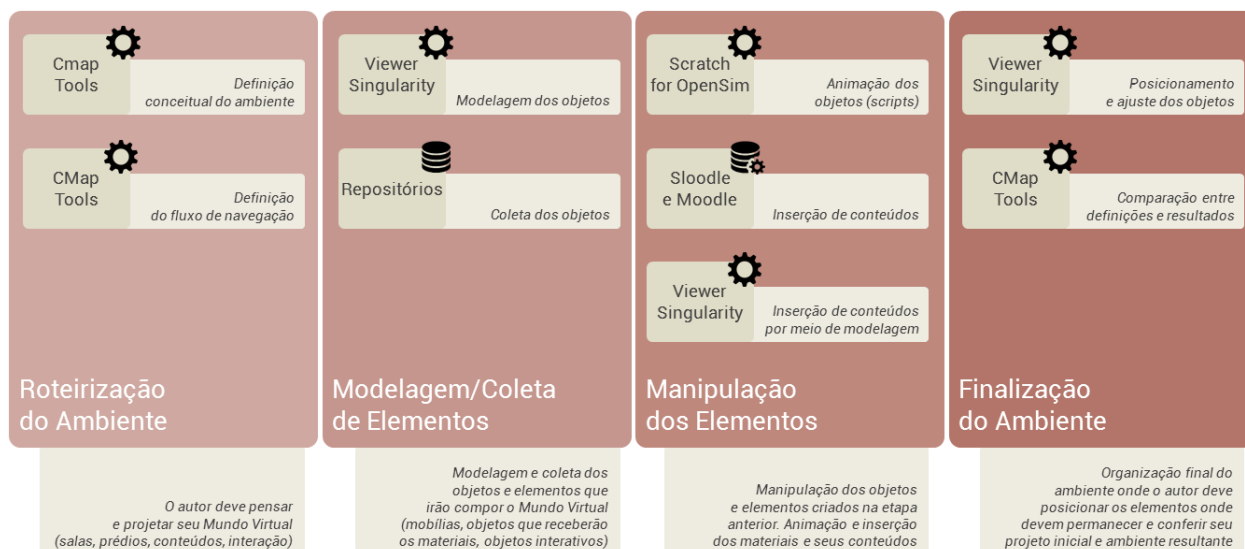 Cmap
Tools
Definição
conceitual do ambiente
CMap
Tools
Definição
do fluxo de navegação
Roteirização
do Ambiente
O autor deve pensar
e projetar seu Mundo Virtual
(salas, prédios, conteúdos, interação)
Viewer
Singularity
Modelagem dos objetos
Repositórios
Coleta dos objetos
Modelagem/Coleta
de Elementos
Modelagem e coleta dos
objetos e elementos que
irão compor o Mundo Virtual
(mobílias, objetos que receberão
os materiais, objetos interativos)
Scratch
for OpenSim
Animação dos
objetos (scripts)
Sloodle
e Moodle
Inserção de conteúdos
Viewer
Singularity
Inserção de conteúdos
por meio de modelagem
Manipulação
dos Elementos
Manipulação dos objetos
e elementos criados na etapa
anterior. Animação e inserção
dos materiais e seus conteúdos
Viewer
Singularity
Posicionamento
e ajuste dos objetos
CMap
Tools
Comparação entre
definições e resultados
Finalização
do Ambiente
Organização final do
ambiente onde o autor deve
posicionar os elementos onde
devem permanecer e conferir seu
projeto inicial e ambiente resultante